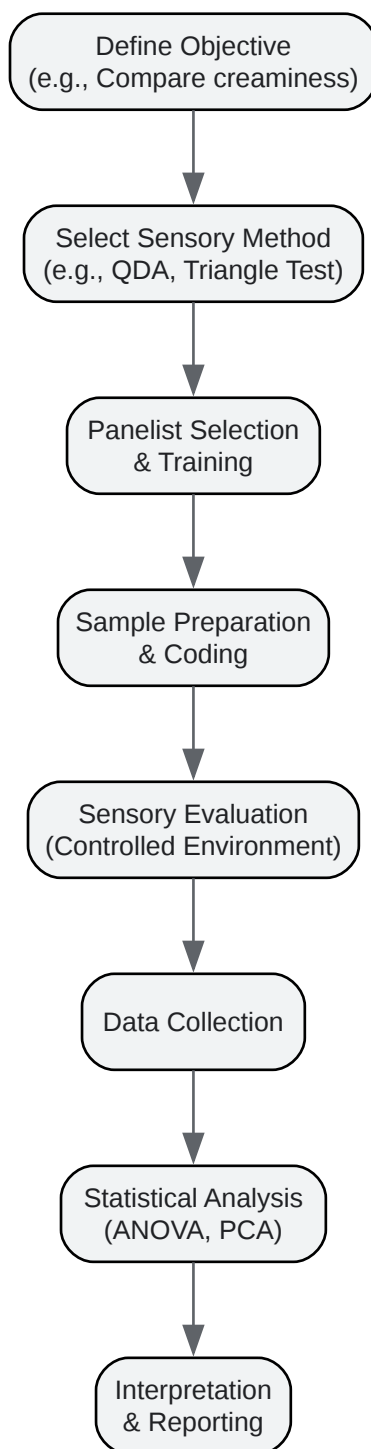 Define Objective
(e.g., Compare creaminess)
Select Sensory Method
(e.g., QDA, Triangle Test)
Panelist Selection
& Training
Sample Preparation
& Coding
Sensory Evaluation
(Controlled Environment)
Data Collection
Statistical Analysis
(ANOVA, PCA)
Interpretation
& Reporting